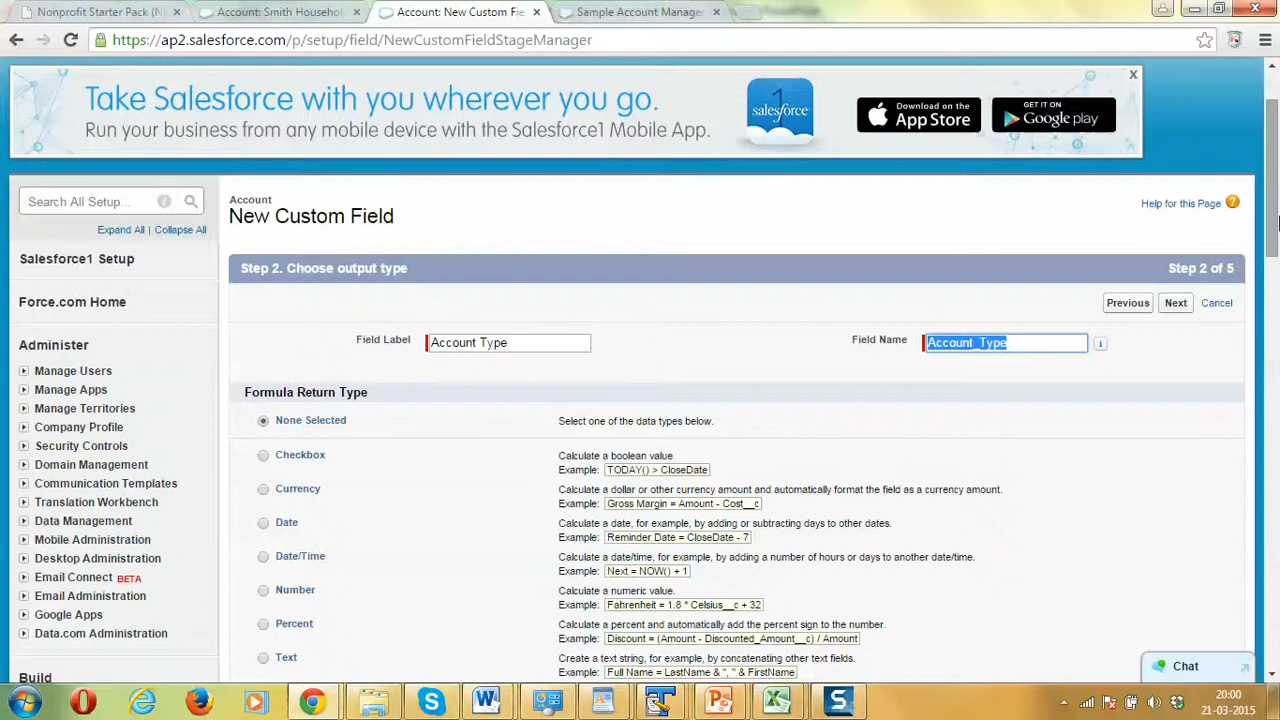 Nonprofit Starter Pack (N
Account: Smith Househol
Account: New Custom Fie
Sample Account Manage
https://ap2.salesforce.com/p/setup/field/NewCustomFieldStageManager
Take Salesforce with you wherever you go.
Run your business from any mobile device with the Salesforce1 Mobile App.
1
salesforce
Download on the
App Store
GET IT ON
Google play
x
Search All Setup...
Expand All | Collapse All
Salesforce1 Setup
Force.com Home
Administer
Manage Users
Manage Apps
Manage Territories
Company Profile
Security Controls
Domain Management
Communication Templates
Translation Workbench
Data Management
Mobile Administration
Desktop Administration
Email Connect BETA
Email Administration
Google Apps
Data.com Administration
Build
Account
New Custom Field
Help for this Page ?
Step 2. Choose output type
Step 2 of 5
Previous Next Cancel
Field Label Account Type
Field Name Account_Type i
Formula Return Type
None Selected Select one of the data types below.
Checkbox Calculate a boolean value
Example: TODAY() > CloseDate
Currency Calculate a dollar or other currency amount and automatically format the field as a currency amount.
Example: Gross Margin = Amount - Cost__c
Date Calculate a date, for example, by adding or subtracting days to other dates.
Example: Reminder Date = CloseDate - 7
Date/Time Calculate a date/time, for example, by adding a number of hours or days to another date/time.
Example: Next = NOW() + 1
Number Calculate a numeric value.
Example: Fahrenheit = 1.8 * Celsius__c + 32
Percent Calculate a percent and automatically add the percent sign to the number.
Example: Discount = (Amount - Discounted_Amount__c) / Amount
Text Create a text string, for example, by concatenating other text fields.
Example: Full Name = LastName & ", " & FirstName
Chat
20:00
21-03-2015